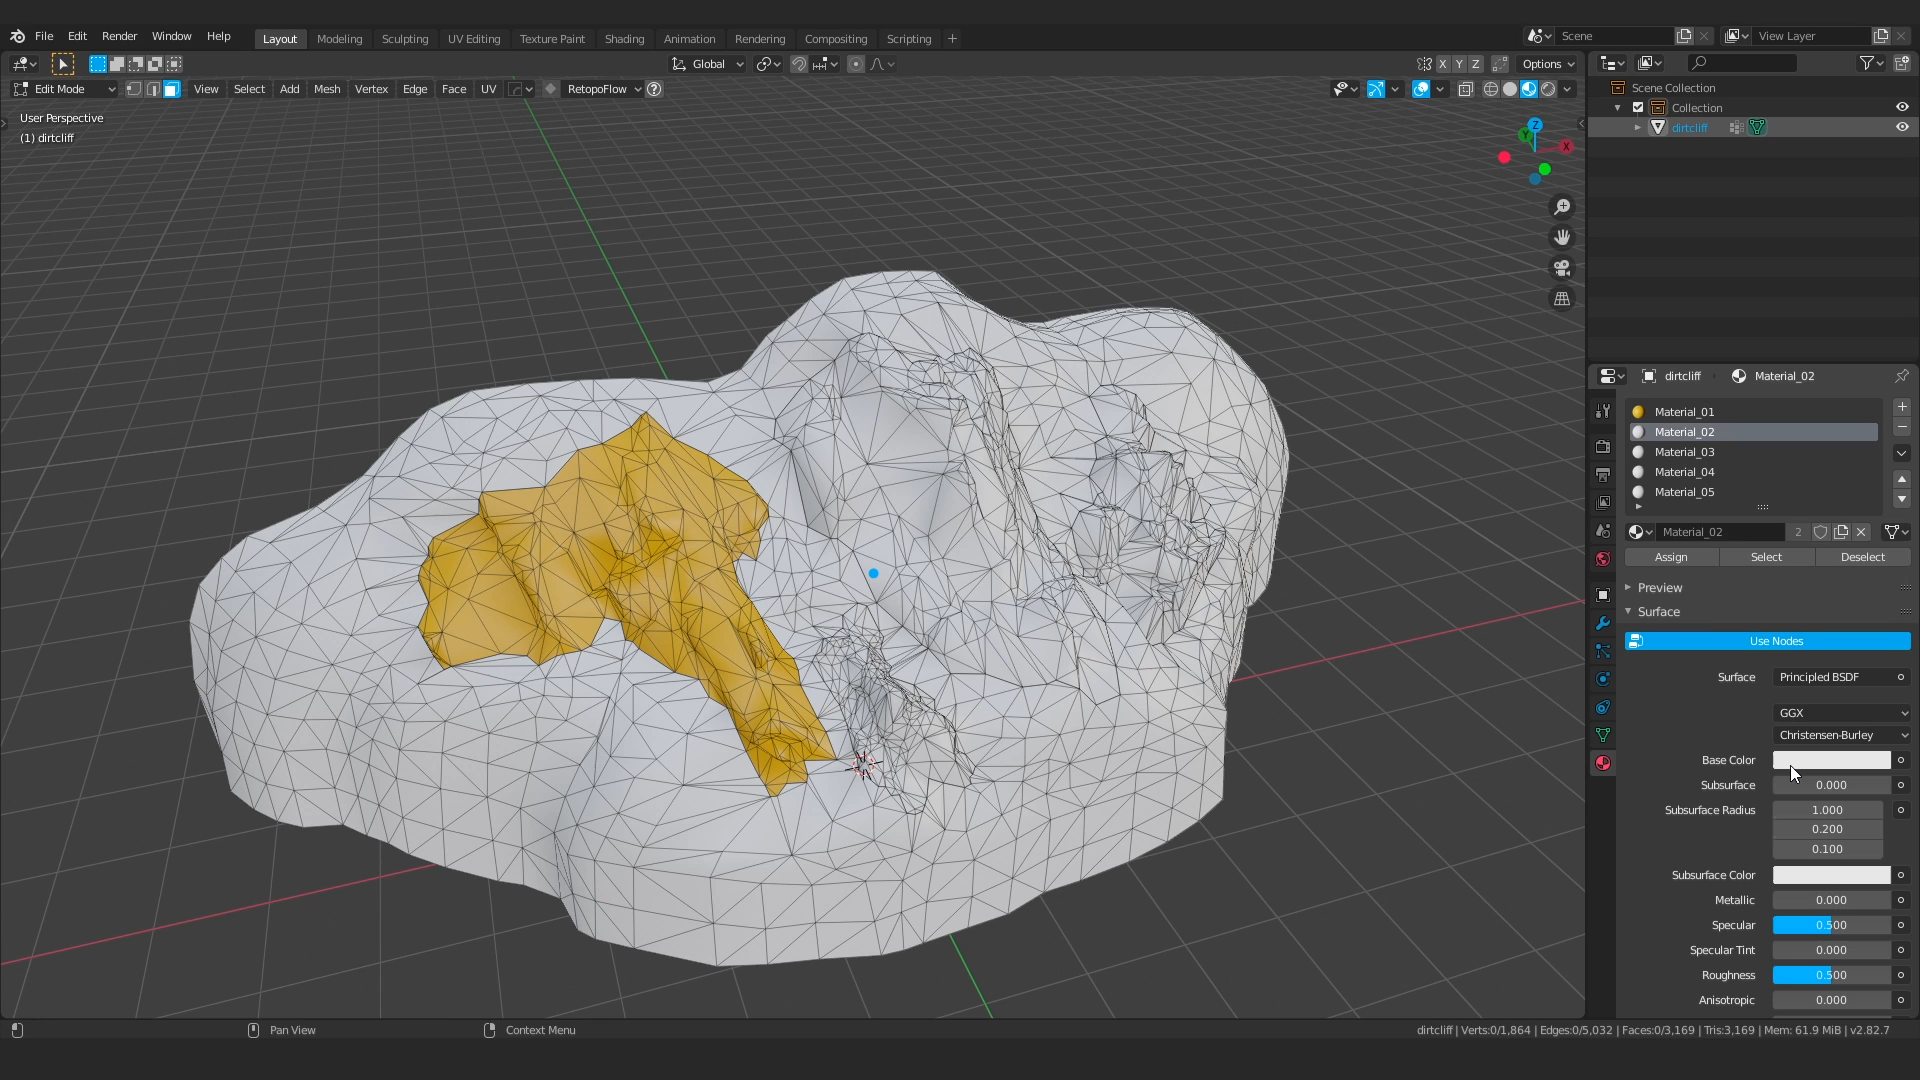 File Edit Render Window Help Layout Modeling Sculpting UV Editing Texture Paint Shading Animation Rendering Compositing Scripting + Scene View Layer
Global X Y Z Options
Edit Mode View Select Add Mesh Vertex Edge Face UV RetopoFlow ?
User Perspective
(1) dirtcliff
Z
Y
X
Scene Collection
Collection
dirtcliff
dirtcliff Material_02
Material_01
Material_02
Material_03
Material_04
Material_05
Material_02 2
Assign Select Deselect
Preview
Surface
Use Nodes
Surface Principled BSDF
GGX
Christensen-Burley
Base Color
Subsurface 0.000
Subsurface Radius 1.000
0.200
0.100
Subsurface Color
Metallic 0.000
Specular 0.500
Specular Tint 0.000
Roughness 0.500
Anisotropic 0.000
Pan View Context Menu dirtcliff | Verts:0/1,864 | Edges:0/5,032 | Faces:0/3,169 | Tris:3,169 | Mem: 61.9 MiB | v2.82.7